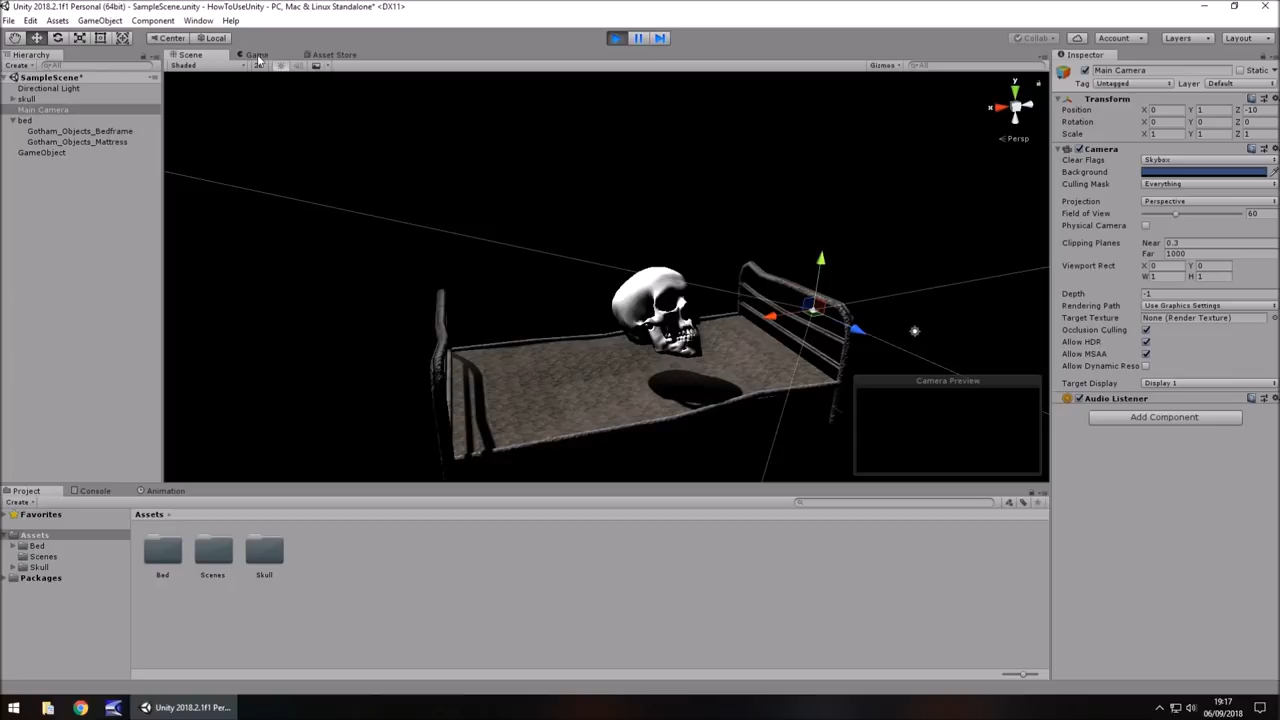 Unity 2018.2.1f1 Personal (64bit) - SampleScene.unity - HowToUseUnity - PC, Mac & Linux Standalone* <DX11>
File Edit Assets GameObject Component Window Help
Center Local Collab Account Layers Layout
Hierarchy
Create All
SampleScene*
Directional Light
skull
Main Camera
bed
Gotham_Objects_Bedframe
Gotham_Objects_Mattress
GameObject
Scene Game Asset Store
Shaded Gizmos All
y
x
Persp
Camera Preview
Inspector
Main Camera Static
Tag Untagged Layer Default
Transform
Position X 0 Y 1 Z -10
Rotation X 0 Y 0 Z 0
Scale X 1 Y 1 Z 1
Camera
Clear Flags Skybox
Background
Culling Mask Everything
Projection Perspective
Field of View 60
Physical Camera
Clipping Planes Near 0.3
Far 1000
Viewport Rect X 0 Y 0
W 1 H 1
Depth -1
Rendering Path Use Graphics Settings
Target Texture None (Render Texture)
Occlusion Culling
Allow HDR
Allow MSAA
Allow Dynamic Reso
Target Display Display 1
Audio Listener
Add Component
Project Console Animation
Create
Favorites
Assets
Bed
Scenes
Skull
Packages
Assets
Bed Scenes Skull
Unity 2018.2.1f1 Per...
19:17
06/09/2018